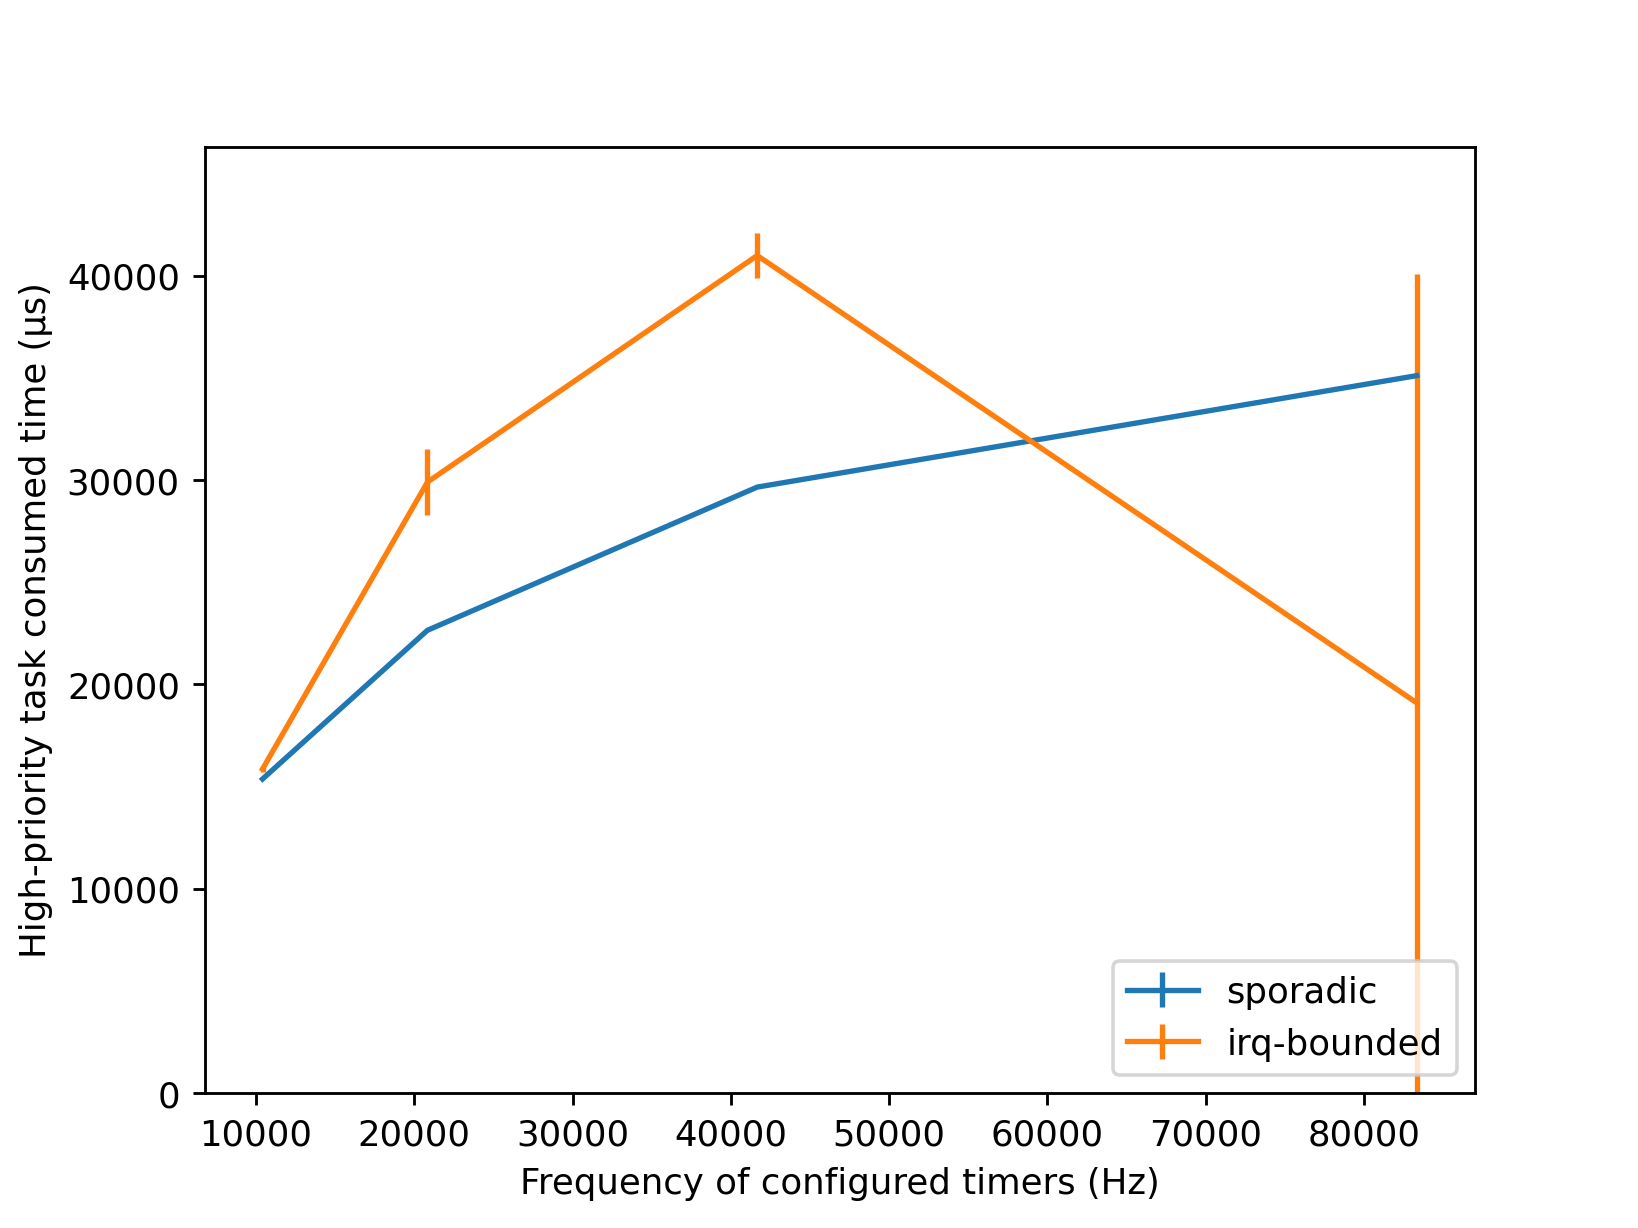 High-priority task consumed time (µs)
40000
30000
20000
10000
0
10000 20000 30000 40000 50000 60000 70000 80000
Frequency of configured timers (Hz)
sporadic
irq-bounded